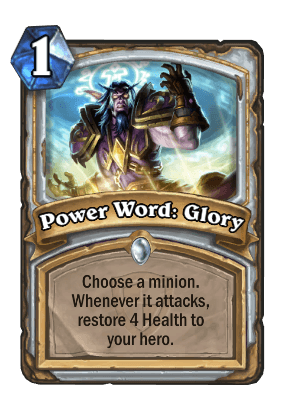 1
Power Word: Glory
Choose a minion.
Whenever it attacks,
restore 4 Health to
your hero.